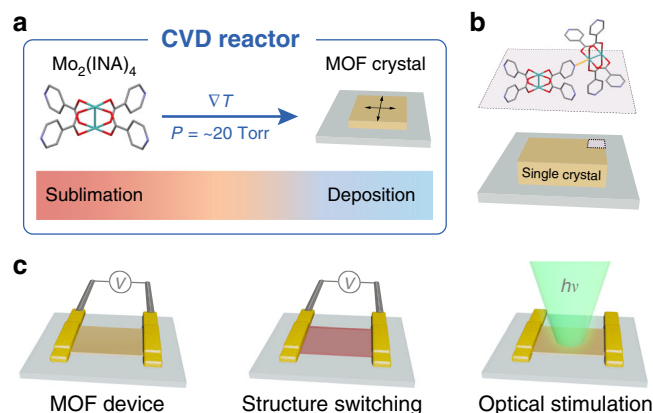 a
CVD reactor
Mo₂(INA)₄
MOF crystal
∇T
P = ~20 Torr
Sublimation
Deposition
b
Single crystal
c
V
V
hν
MOF device
Structure switching
Optical stimulation